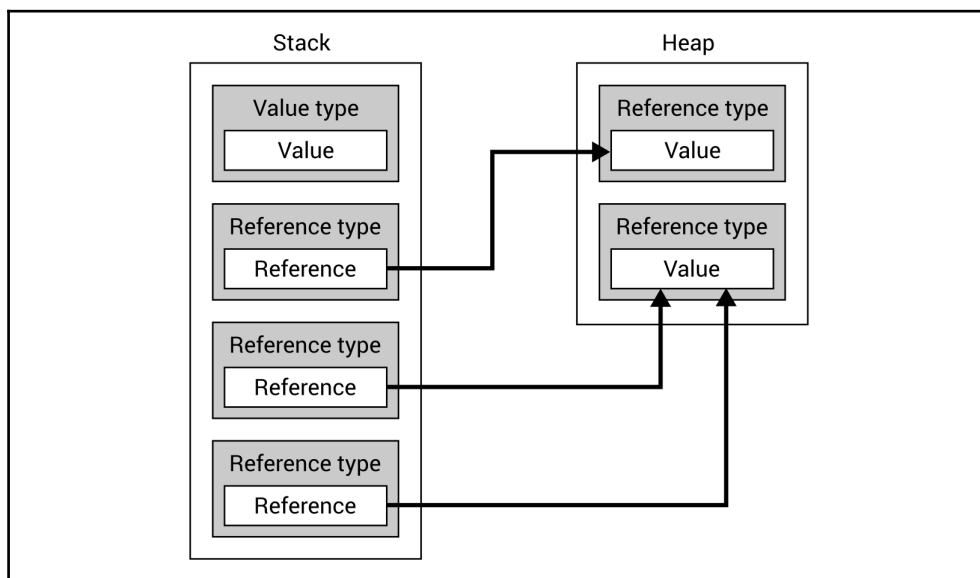 Stack
Value type
Value
Reference type
Reference
Reference type
Reference
Reference type
Reference
Heap
Reference type
Value
Reference type
Value